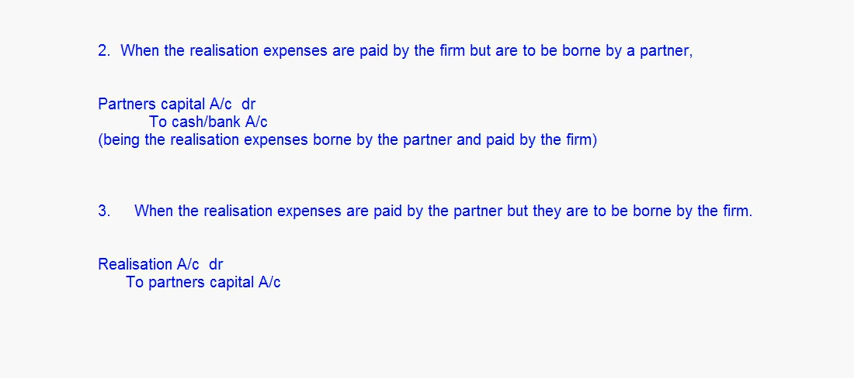 2. When the realisation expenses are paid by the firm but are to be borne by a partner,
Partners capital A/c dr
To cash/bank A/c
(being the realisation expenses borne by the partner and paid by the firm)
3. When the realisation expenses are paid by the partner but they are to be borne by the firm.
Realisation A/c dr
To partners capital A/c